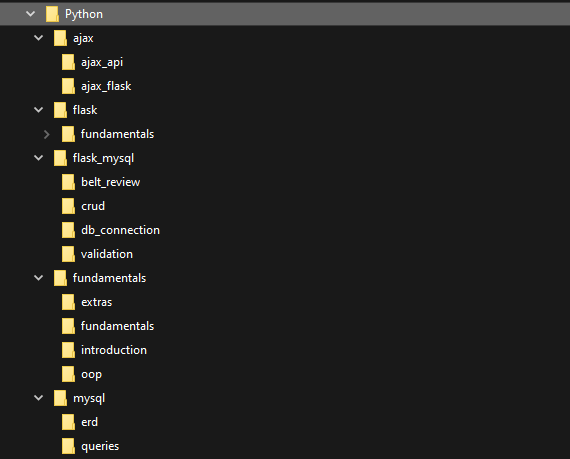 Python
ajax
ajax_api
ajax_flask
flask
fundamentals
flask_mysql
belt_review
crud
db_connection
validation
fundamentals
extras
fundamentals
introduction
oop
mysql
erd
queries